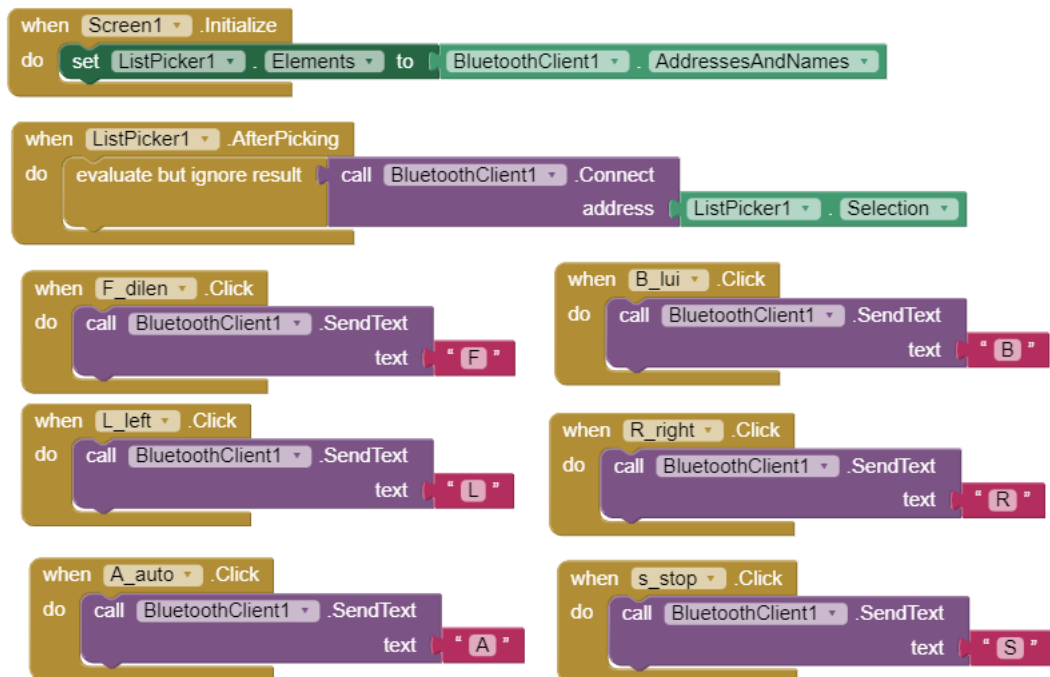 when Screen1 .Initialize
do set ListPicker1 . Elements to BluetoothClient1 . AddressesAndNames
when ListPicker1 .AfterPicking
do evaluate but ignore result call BluetoothClient1 .Connect
address ListPicker1 . Selection
when F_dilen .Click
do call BluetoothClient1 .SendText
text " F "
when B_lui .Click
do call BluetoothClient1 .SendText
text " B "
when L_left .Click
do call BluetoothClient1 .SendText
text " L "
when R_right .Click
do call BluetoothClient1 .SendText
text " R "
when A_auto .Click
do call BluetoothClient1 .SendText
text " A "
when s_stop .Click
do call BluetoothClient1 .SendText
text " S "